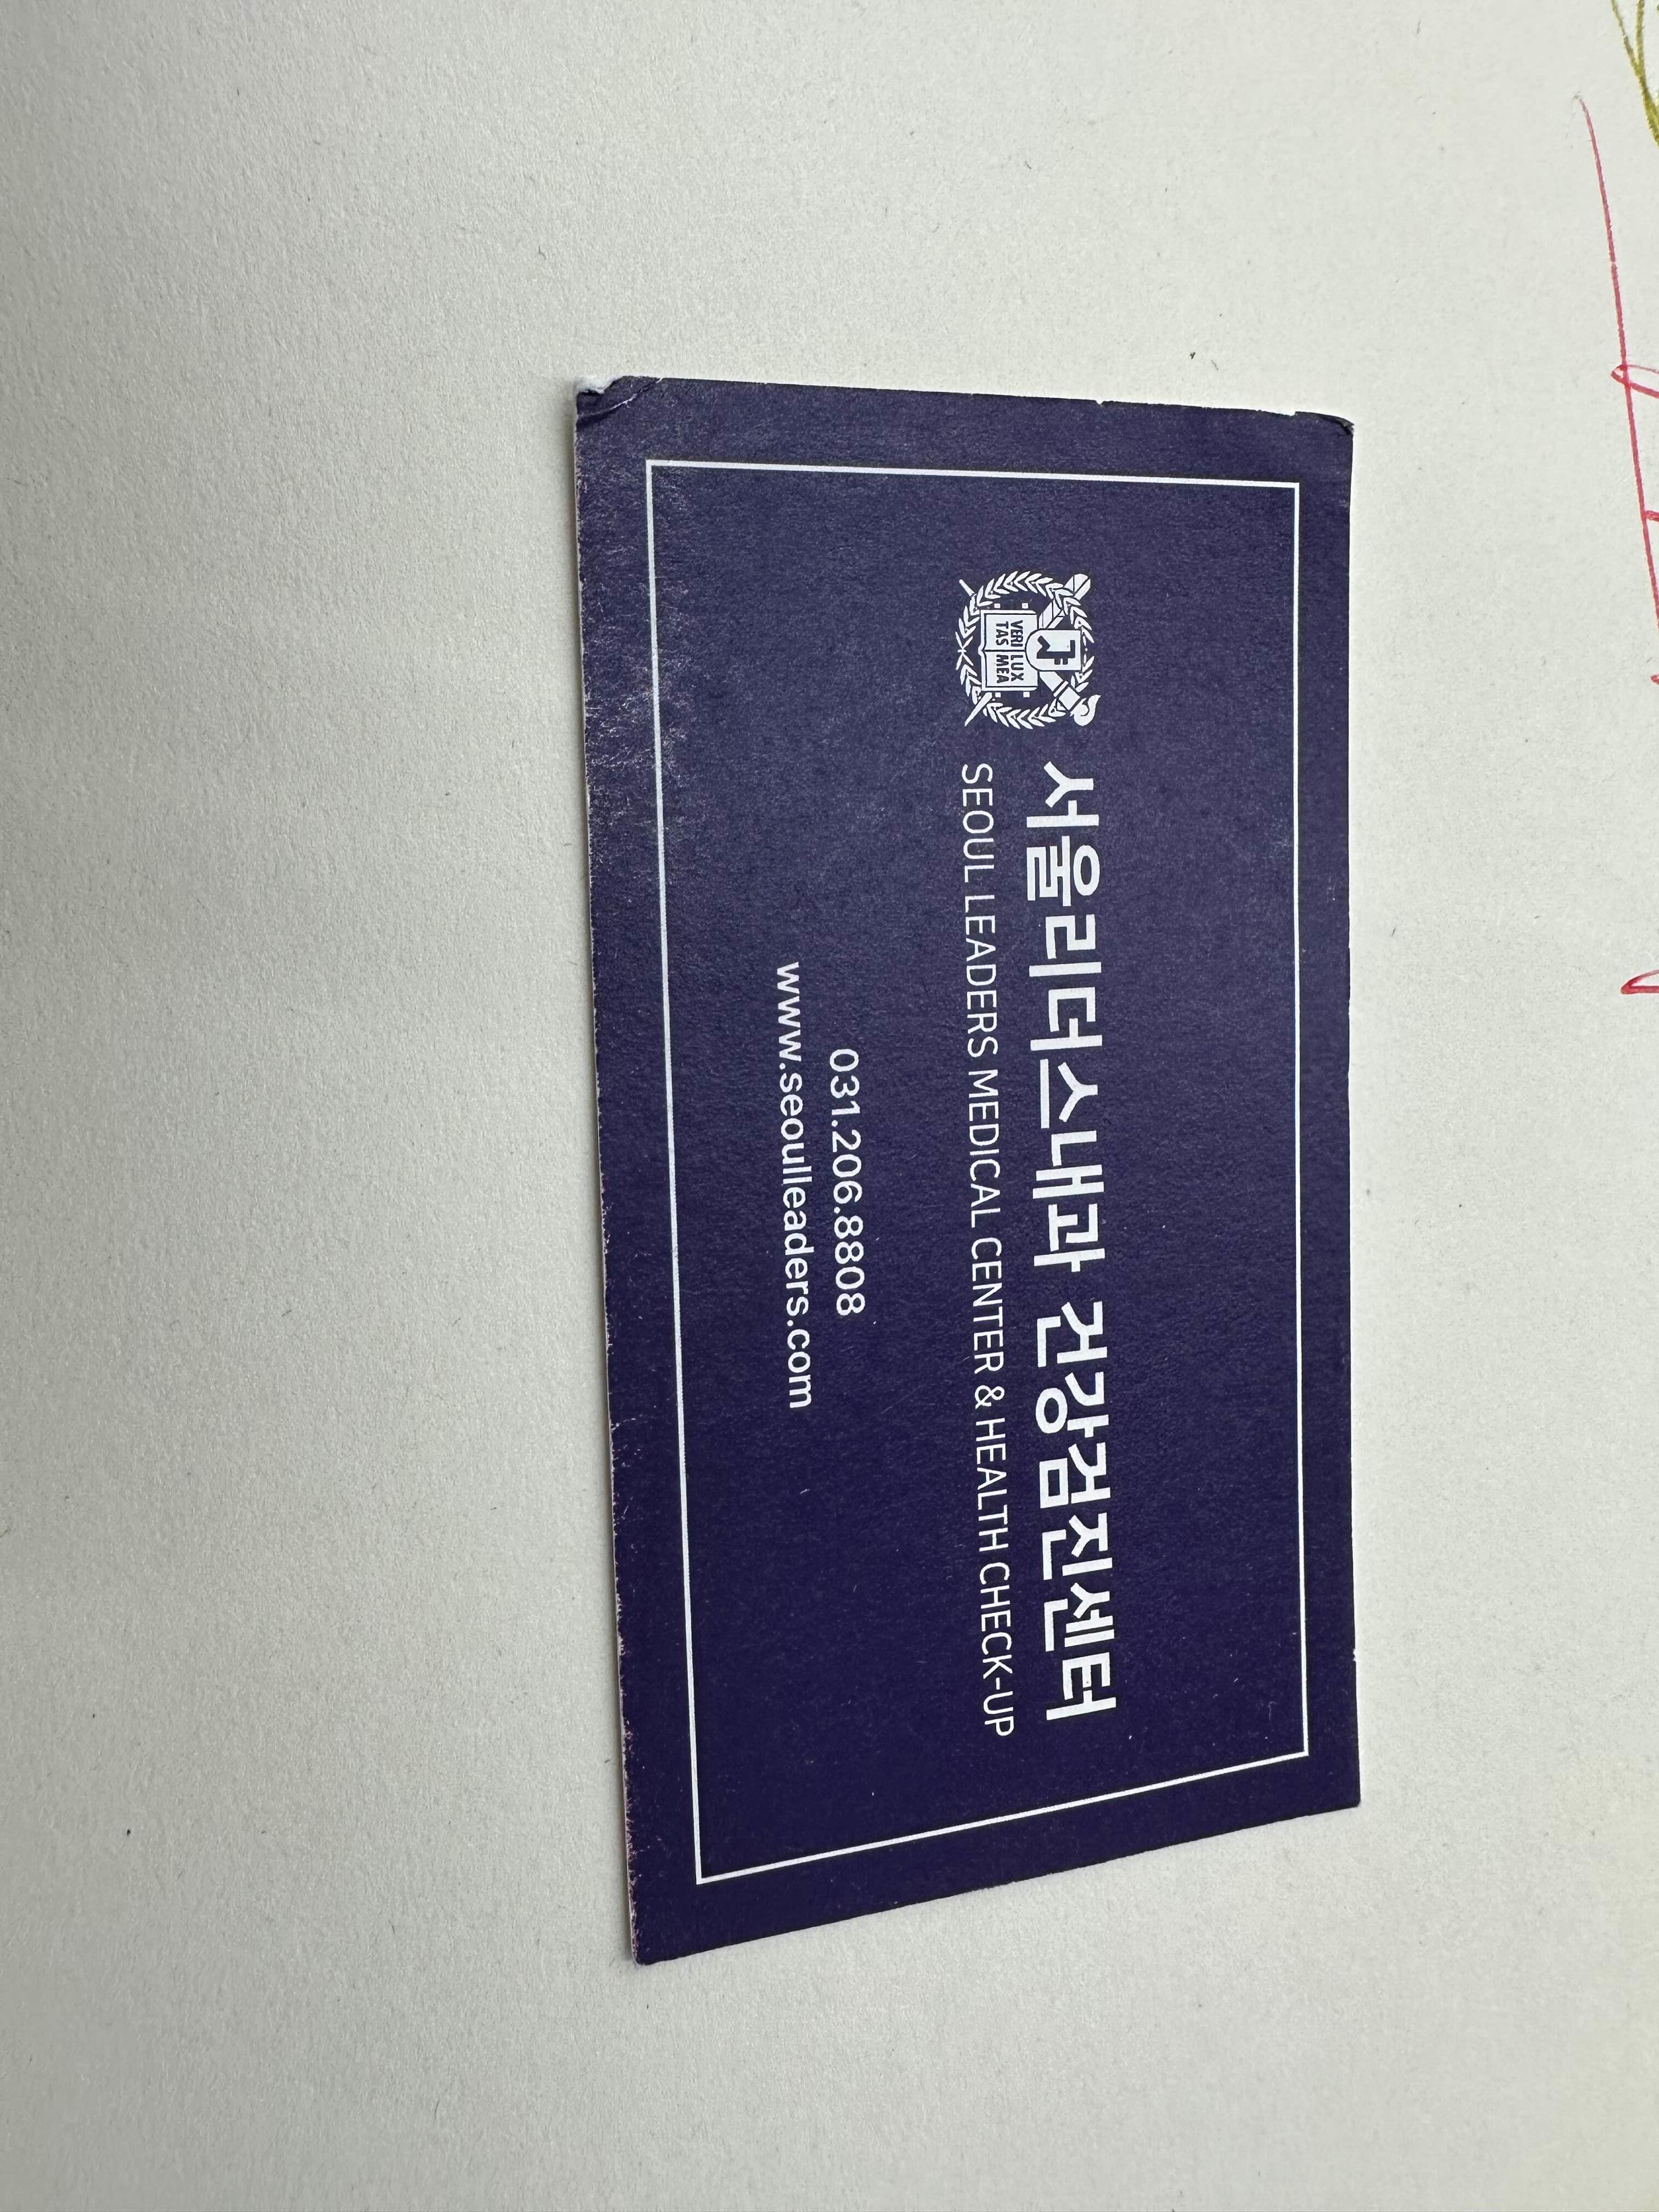 VERI LUX
TAS MEA
서울리더스내과 건강검진센터
SEOUL LEADERS MEDICAL CENTER & HEALTH CHECK-UP
031.206.8808
www.seoulleaders.com